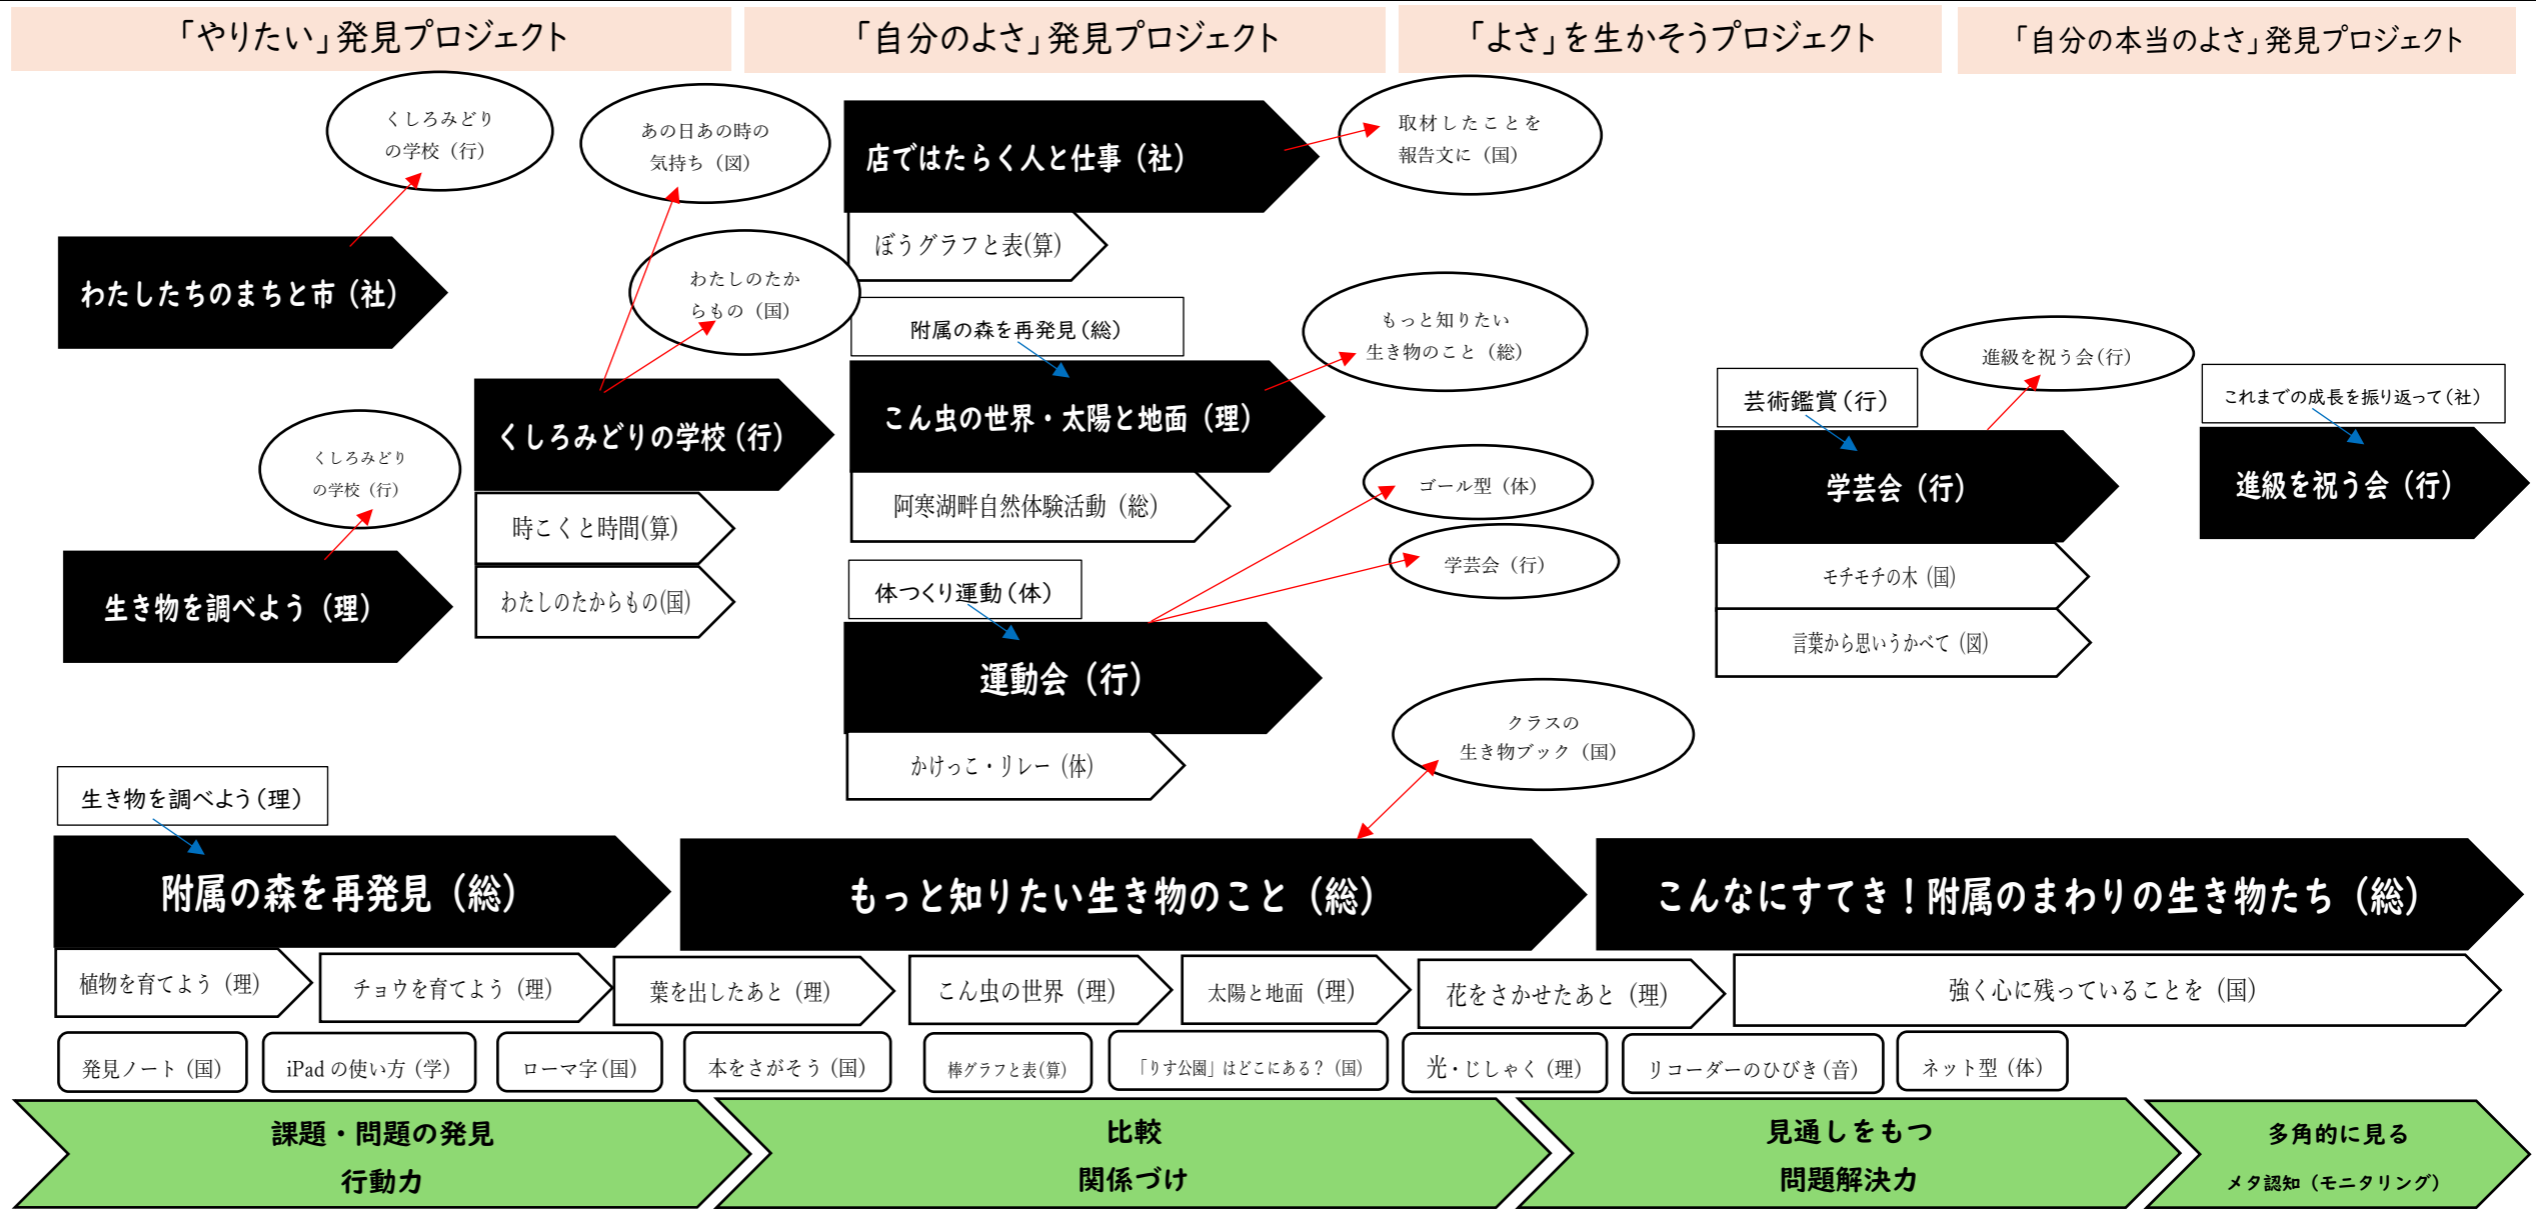 「やりたい」発見プロジェクト
「自分のよさ」発見プロジェクト
「よさ」を生かそうプロジェクト
「自分の本当のよさ」発見プロジェクト
くしろみどり
の学校（行）
あの日あの時の
気持ち（図）
店ではたらく人と仕事（社）
取材したことを
報告文に（国）
ぼうグラフと表(算)
わたしたちのまちと市（社）
わたしのたか
らもの（国）
附属の森を再発見（総）
もっと知りたい
生き物のこと（総）
進級を祝う会（行）
くしろみどりの学校（行）
こん虫の世界・太陽と地面（理）
芸術鑑賞（行）
これまでの成長を振り返って（社）
くしろみどり
の学校（行）
時こくと時間(算)
阿寒湖畔自然体験活動（総）
ゴール型（体）
学芸会（行）
進級を祝う会（行）
学芸会（行）
生き物を調べよう（理）
わたしのたからもの(国)
体つくり運動（体）
モチモチの木（国）
言葉から思いうかべて（図）
運動会（行）
かけっこ・リレー（体）
クラスの
生き物ブック（国）
生き物を調べよう（理）
附属の森を再発見（総）
もっと知りたい生き物のこと（総）
こんなにすてき！附属のまわりの生き物たち（総）
植物を育てよう（理）
チョウを育てよう（理）
葉を出したあと（理）
こん虫の世界（理）
太陽と地面（理）
花をさかせたあと（理）
強く心に残っていることを（国）
発見ノート（国）
iPadの使い方（学）
ローマ字（国）
本をさがそう（国）
棒グラフと表(算)
「りす公園」はどこにある？（国）
光・じしゃく（理）
リコーダーのひびき（音）
ネット型（体）
課題・問題の発見
行動力
比較
関係づけ
見通しをもつ
問題解決力
多角的に見る
メタ認知（モニタリング）